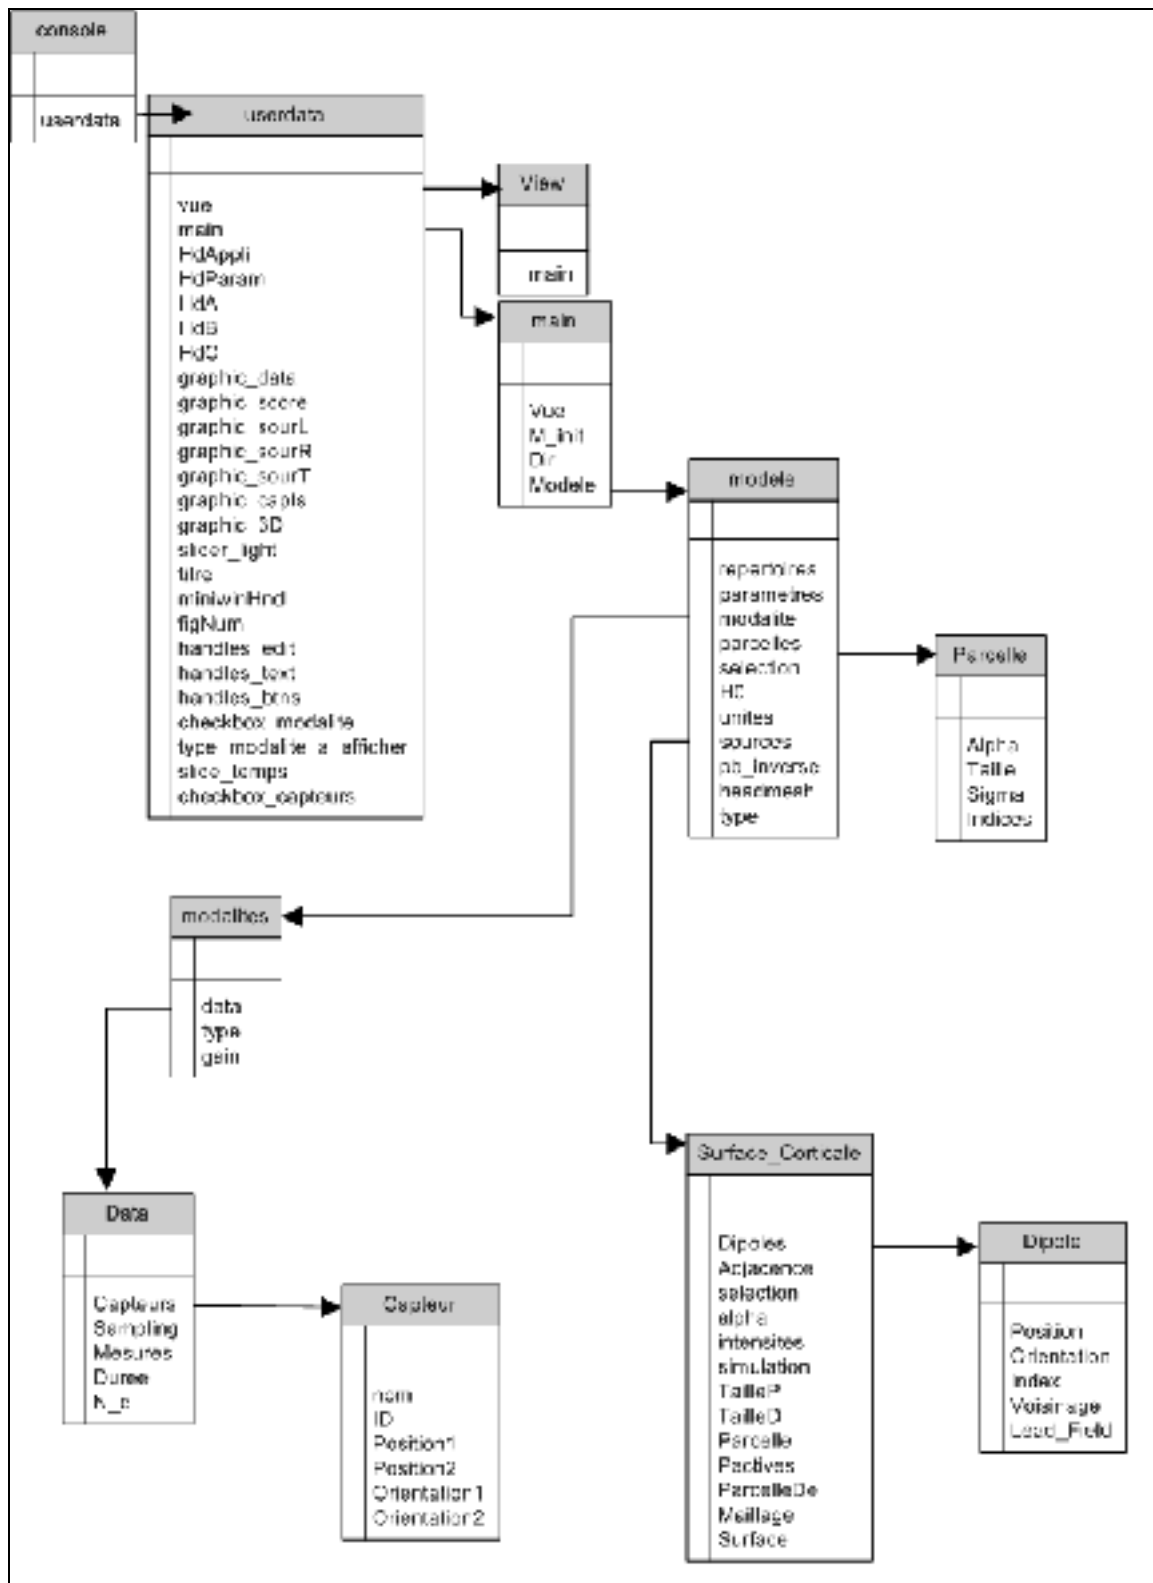 console
userdata
userdata
vue
main
HdAppli
HdParam
HdA
HdB
HdC
graphic_data
graphic_score
graphic_sourL
graphic_sourR
graphic_sourT
graphic_capts
graphic_3D
slicer_light
titre
miniwinHnd
figNum
handles_edit
handles_text
handles_btns
checkbox_modalite
type_modalite_a_afficher
slice_temps
checkbox_capteurs
View
main
main
Vue
M_init
Dir
Modele
modele
repertoires
parametres
modalite
parcelles
selection
unites
sources
pb_inverse
headmesh
type
Parcelle
Alpha
Taille
Sigma
Indices
modalites
data
type
gain
Data
Capteurs
Sampling
Mesures
Duree
Capteur
nom
ID
Position1
Position2
Orientation1
Orientation2
Surface_Corticale
Dipoles
Adjacence
selection
alpha
intensites
simulation
TailleP
TailleD
Parcelle
Pactives
ParcelleDe
Maillage
Surface
Dipole
Position
Orientation
Index
Voisinage
Lead_Field